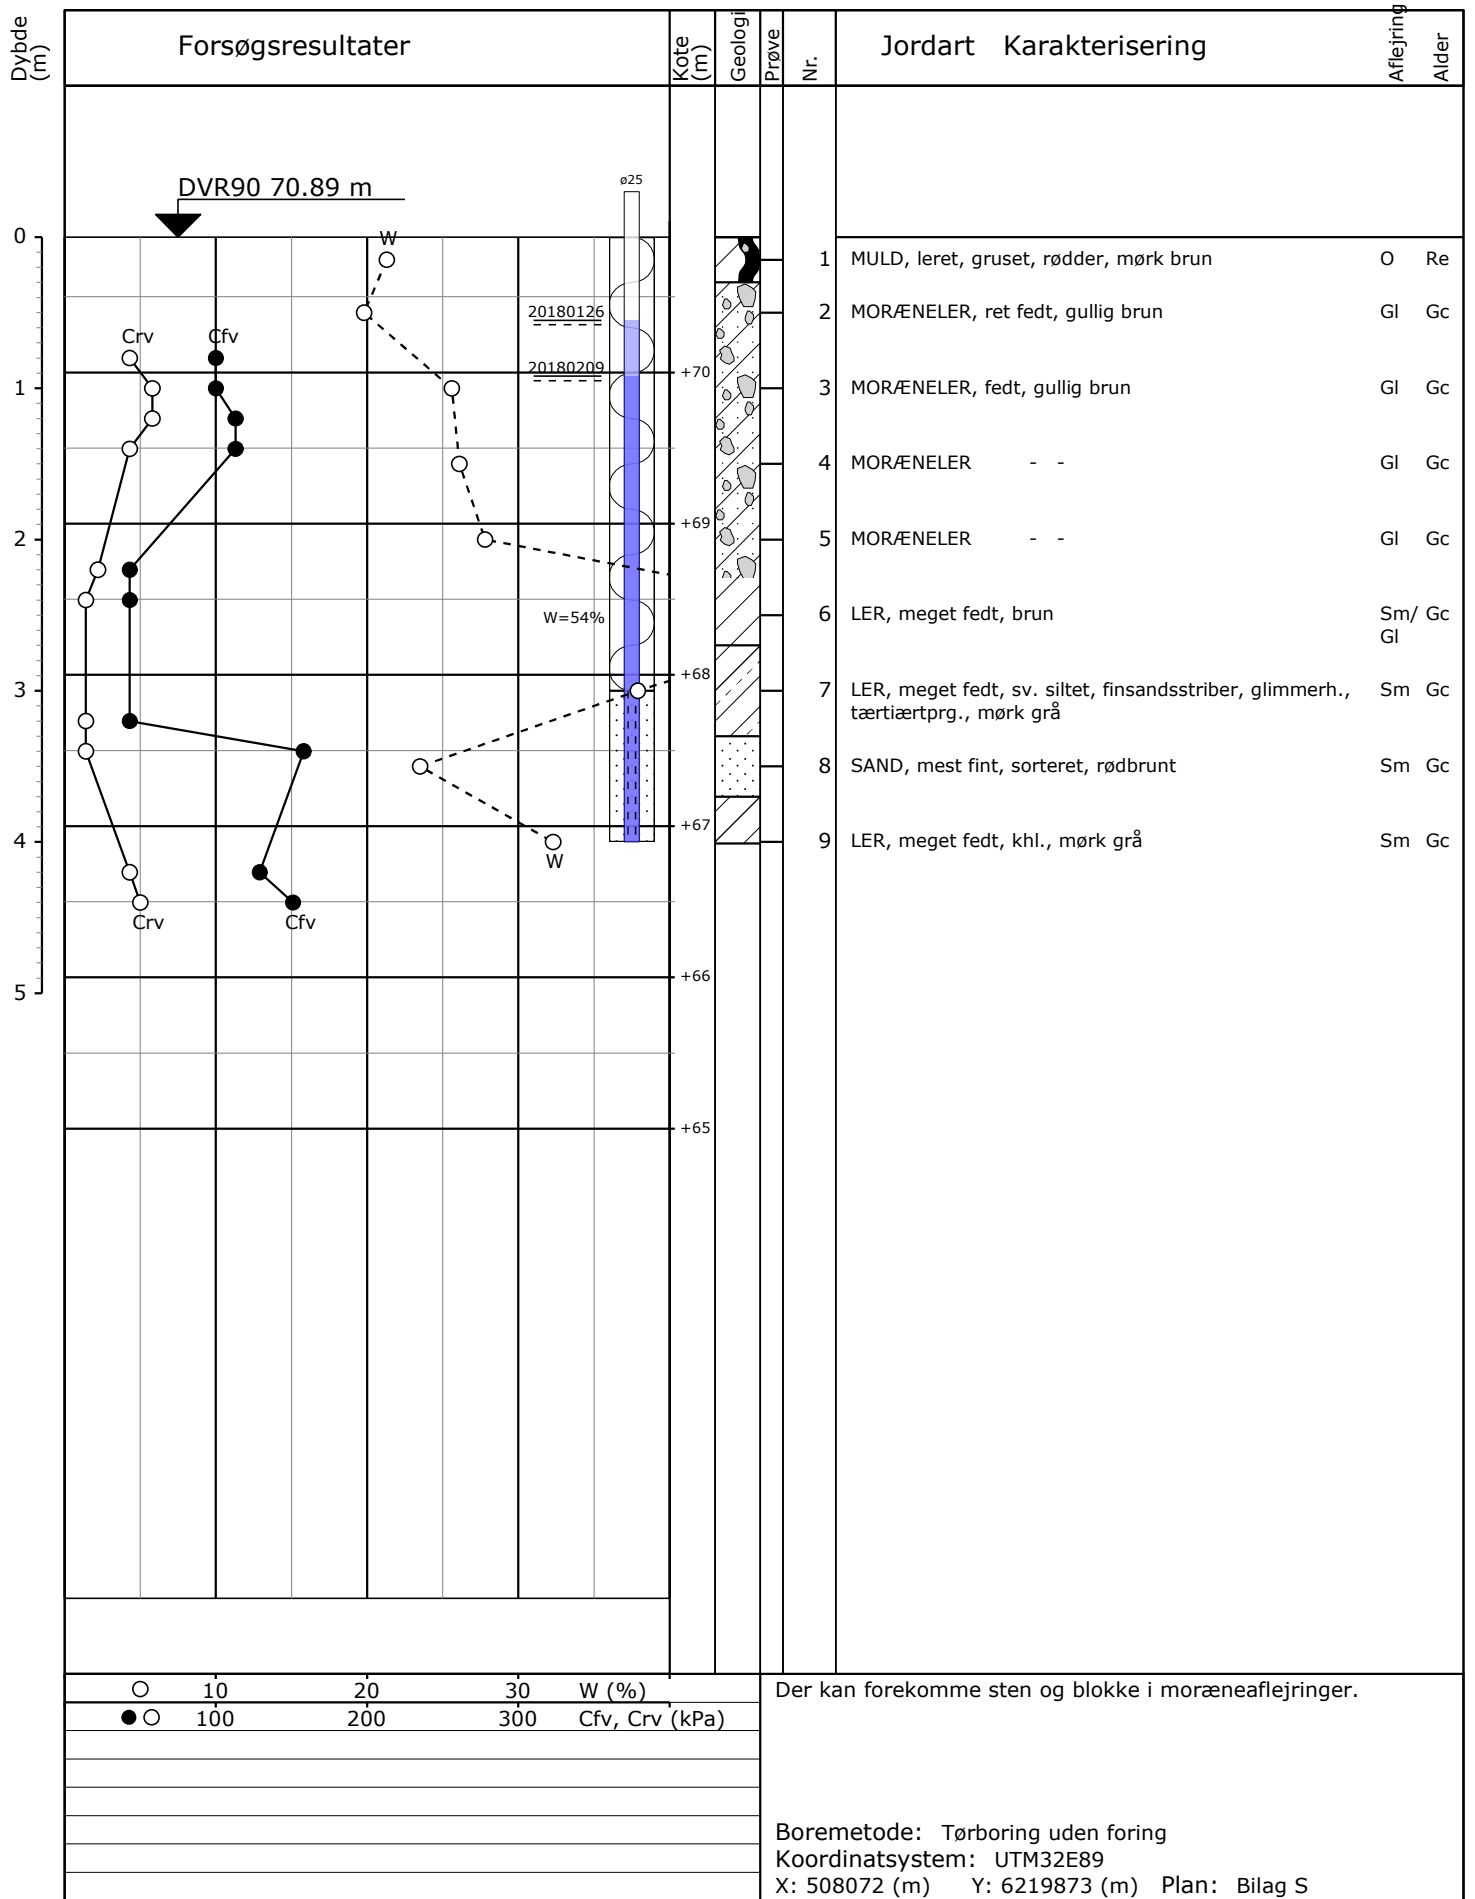 Dybde (m)
Forsøgsresultater
Kote (m)
Geologi
Prøve
Nr.
Jordart Karakterisering
Aflejring
Alder
DVR90 70.89 m
ø25
0
W
1 MULD, leret, gruset, rødder, mørk brun O Re
20180126
2 MORÆNELER, ret fedt, gullig brun Gl Gc
Crv
Cfv
20180209
+70
1
3 MORÆNELER, fedt, gullig brun Gl Gc
4 MORÆNELER - - Gl Gc
+69
2
5 MORÆNELER - - Gl Gc
W=54%
6 LER, meget fedt, brun Sm/ Gc
Gl
+68
3
7 LER, meget fedt, sv. siltet, finsandsstriber, glimmerh., Sm Gc
tærtiærtprg., mørk grå
8 SAND, mest fint, sorteret, rødbrunt Sm Gc
+67
4
9 LER, meget fedt, khl., mørk grå Sm Gc
W
Crv
Cfv
+66
5
+65
10 20 30 W (%)
100 200 300 Cfv, Crv (kPa)
Der kan forekomme sten og blokke i moræneaflejringer.
Boremetode: Tørboring uden foring
Koordinatsystem: UTM32E89
X: 508072 (m) Y: 6219873 (m) Plan: Bilag S